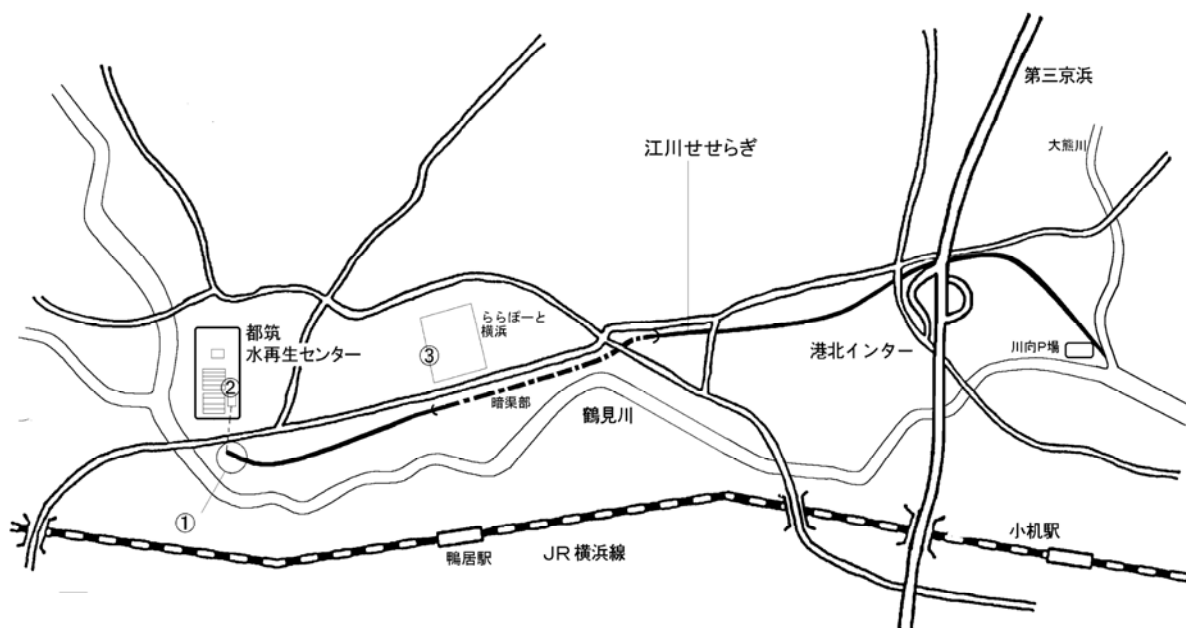 第三京浜
大熊川
江川せせらぎ
ららぽーと
横浜
都筑
水再生センター
③
②
港北インター
川向P場
暗渠部
鶴見川
①
小机駅
鴨居駅
JR横浜線